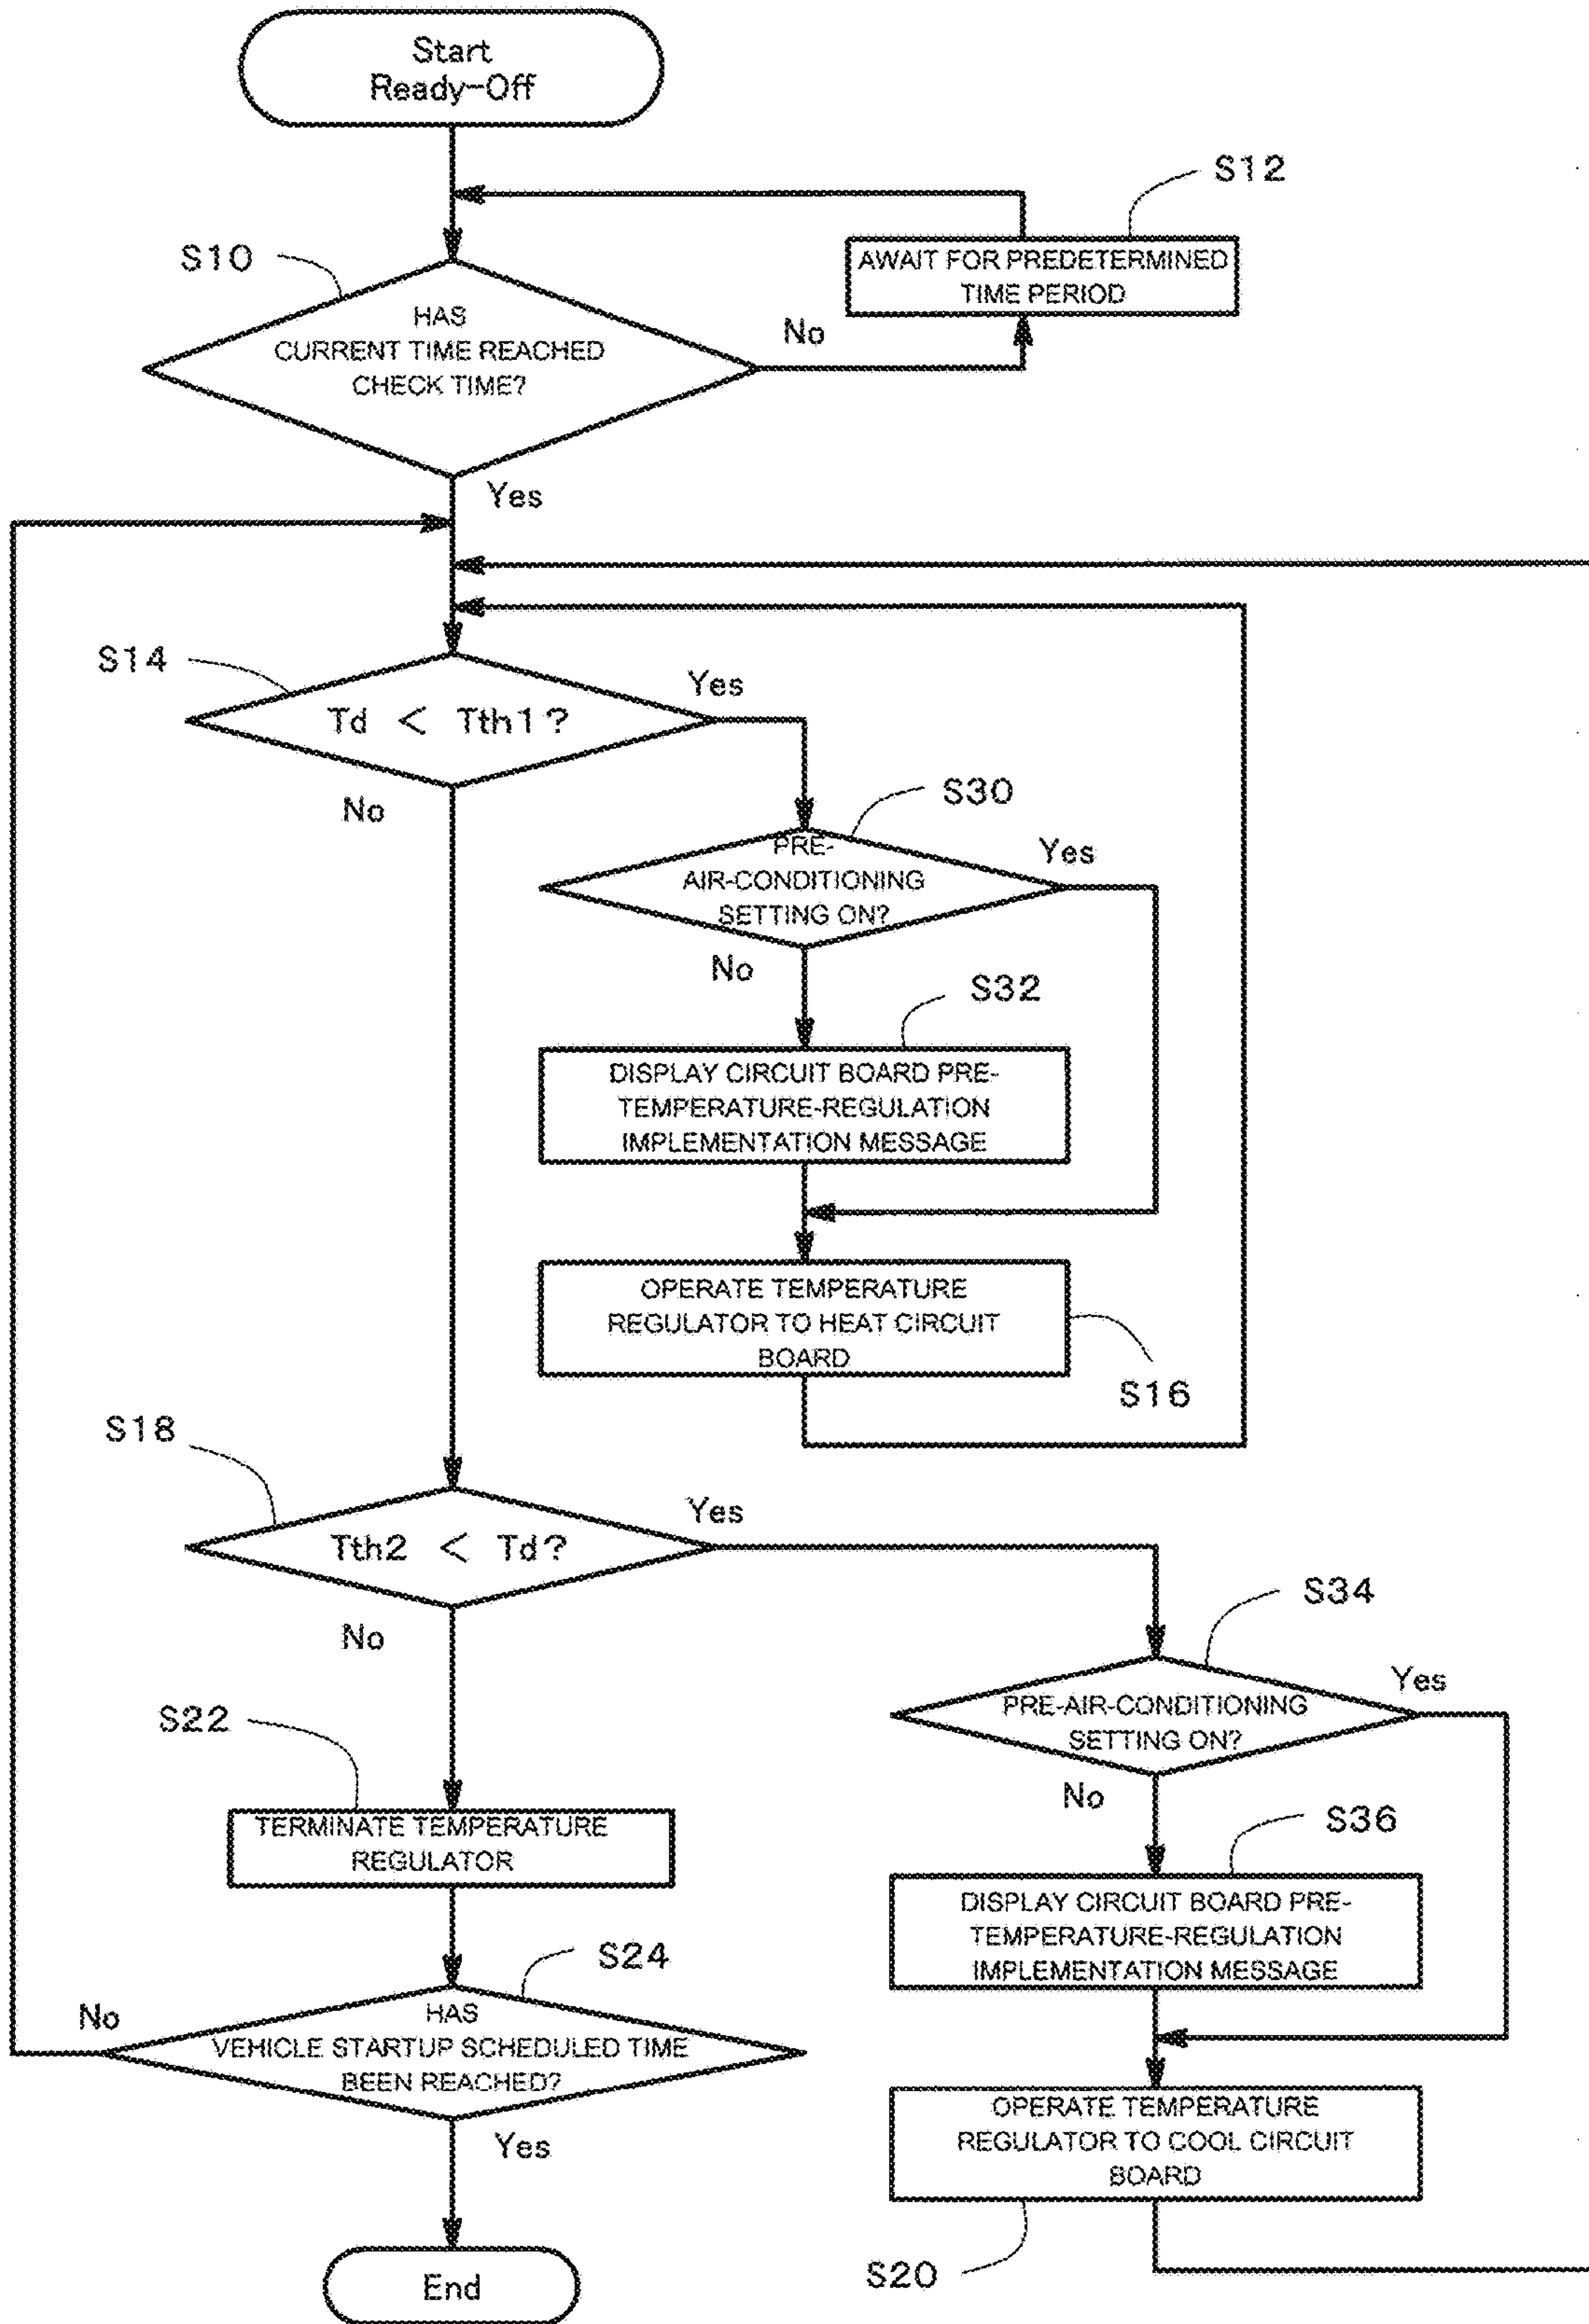 Start
Ready-Off
S12
AWAIT FOR PREDETERMINED
TIME PERIOD
S10
HAS
CURRENT TIME REACHED
CHECK TIME?
No
Yes
S14
Td < Tth1?
Yes
No
S30
PRE-
AIR-CONDITIONING
SETTING ON?
Yes
No
S32
DISPLAY CIRCUIT BOARD PRE-
TEMPERATURE-REGULATION
IMPLEMENTATION MESSAGE
OPERATE TEMPERATURE
REGULATOR TO HEAT CIRCUIT
BOARD
S16
S18
Tth2 < Td?
Yes
No
S34
PRE-AIR-CONDITIONING
SETTING ON?
Yes
No
S22
TERMINATE TEMPERATURE
REGULATOR
S36
DISPLAY CIRCUIT BOARD PRE-
TEMPERATURE-REGULATION
IMPLEMENTATION MESSAGE
S24
HAS
VEHICLE STARTUP SCHEDULED TIME
BEEN REACHED?
No
Yes
OPERATE TEMPERATURE
REGULATOR TO COOL CIRCUIT
BOARD
S20
End